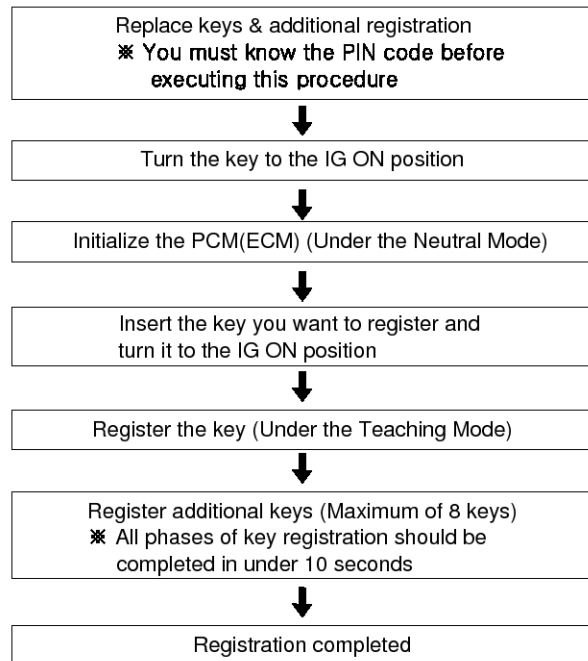 Replace keys & additional registration
※ You must know the PIN code before
executing this procedure
Turn the key to the IG ON position
Initialize the PCM(ECM) (Under the Neutral Mode)
Insert the key you want to register and
turn it to the IG ON position
Register the key (Under the Teaching Mode)
Register additional keys (Maximum of 8 keys)
※ All phases of key registration should be
completed in under 10 seconds
Registration completed